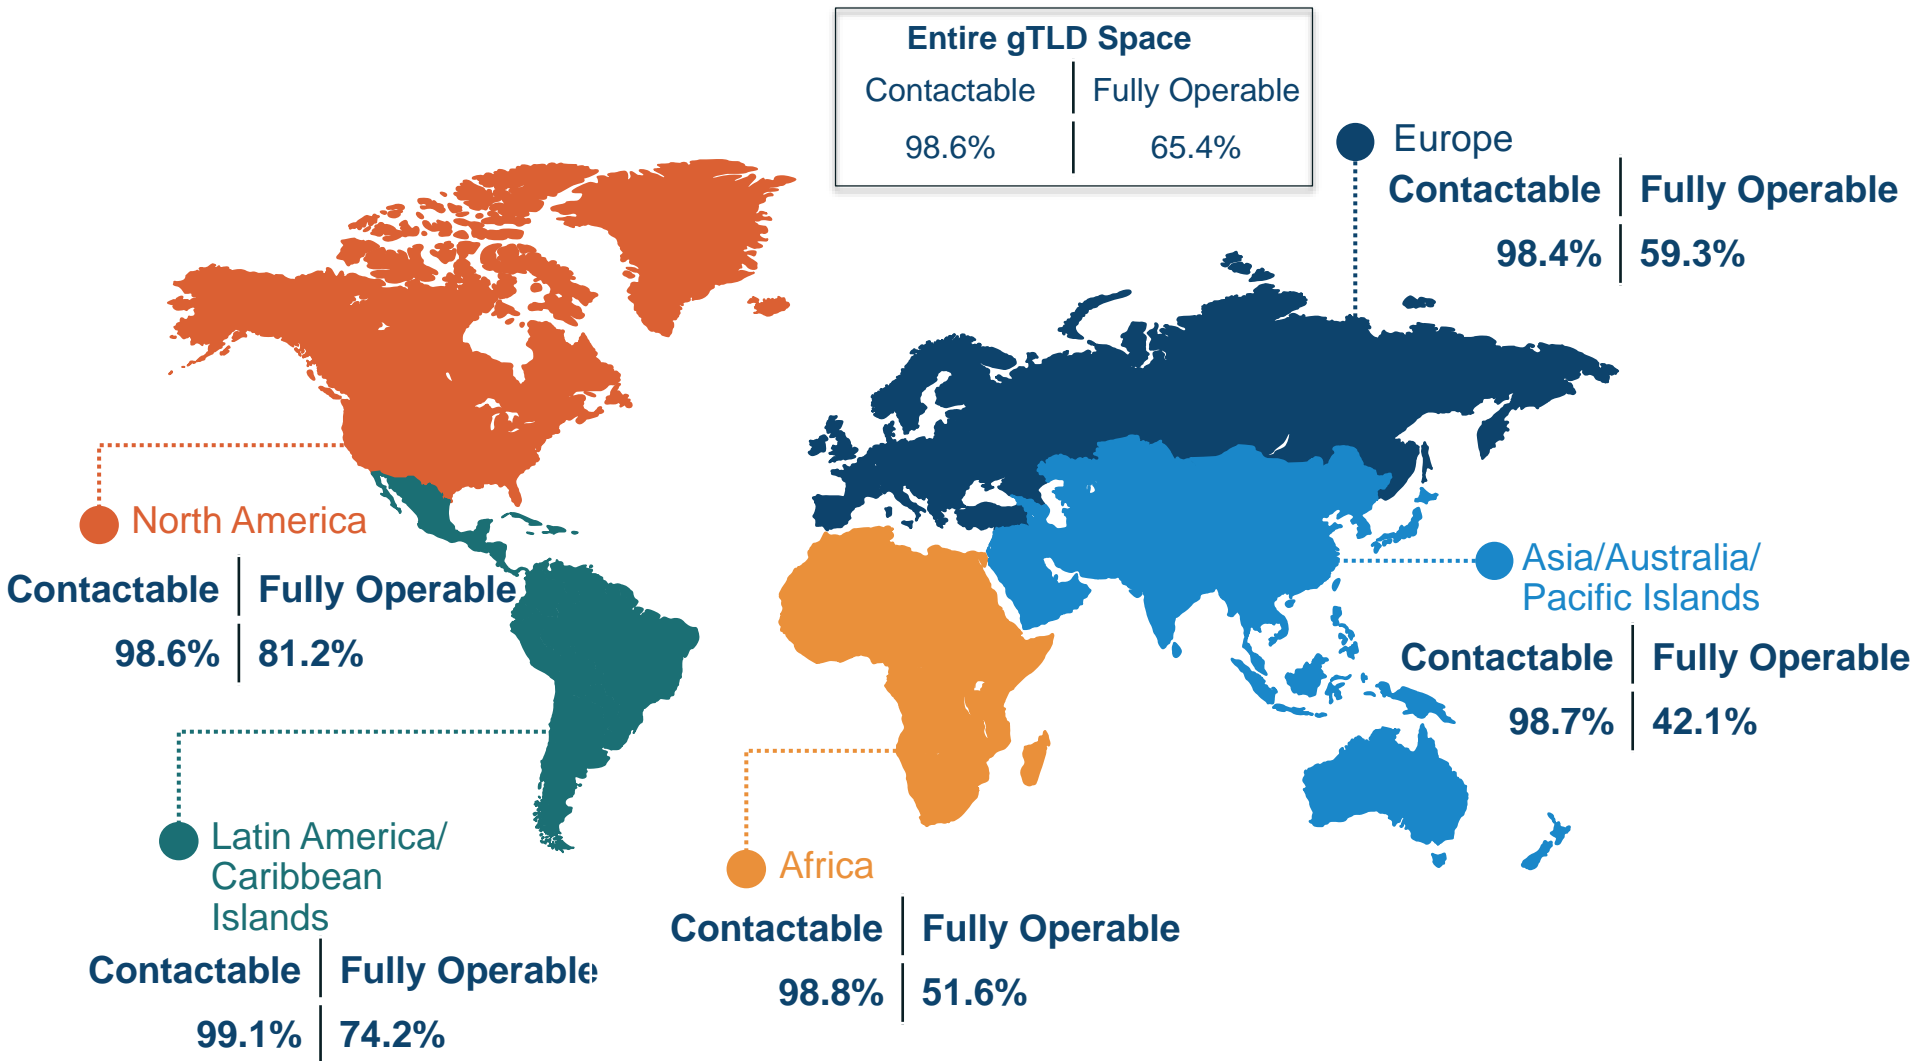 Entire gTLD Space
Contactable Fully Operable
98.6% 65.4%
Europe
Contactable Fully Operable
98.4% 59.3%
North America
Contactable Fully Operable
98.6% 81.2%
Asia/Australia/
Pacific Islands
Contactable Fully Operable
98.7% 42.1%
Latin America/
Caribbean
Islands
Contactable Fully Operable
99.1% 74.2%
Africa
Contactable Fully Operable
98.8% 51.6%